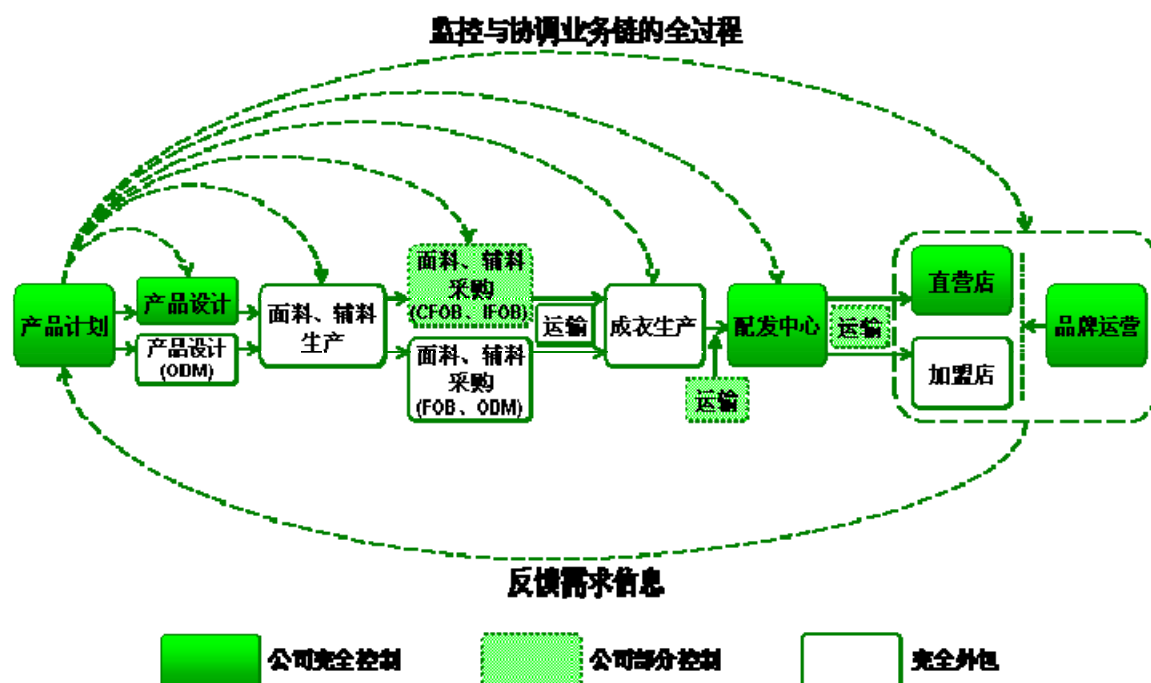 监控与协调业务链的全过程
产品计划
产品设计
产品设计
(ODM)
面料、辅料
生产
面料、辅料
采购
(CFOB、IFOB)
面料、辅料
采购
(FOB、ODM)
运输
成衣生产
运输
配发中心
运输
直营店
加盟店
品牌运营
反馈需求信息
公司完全控制
公司部分控制
完全外包